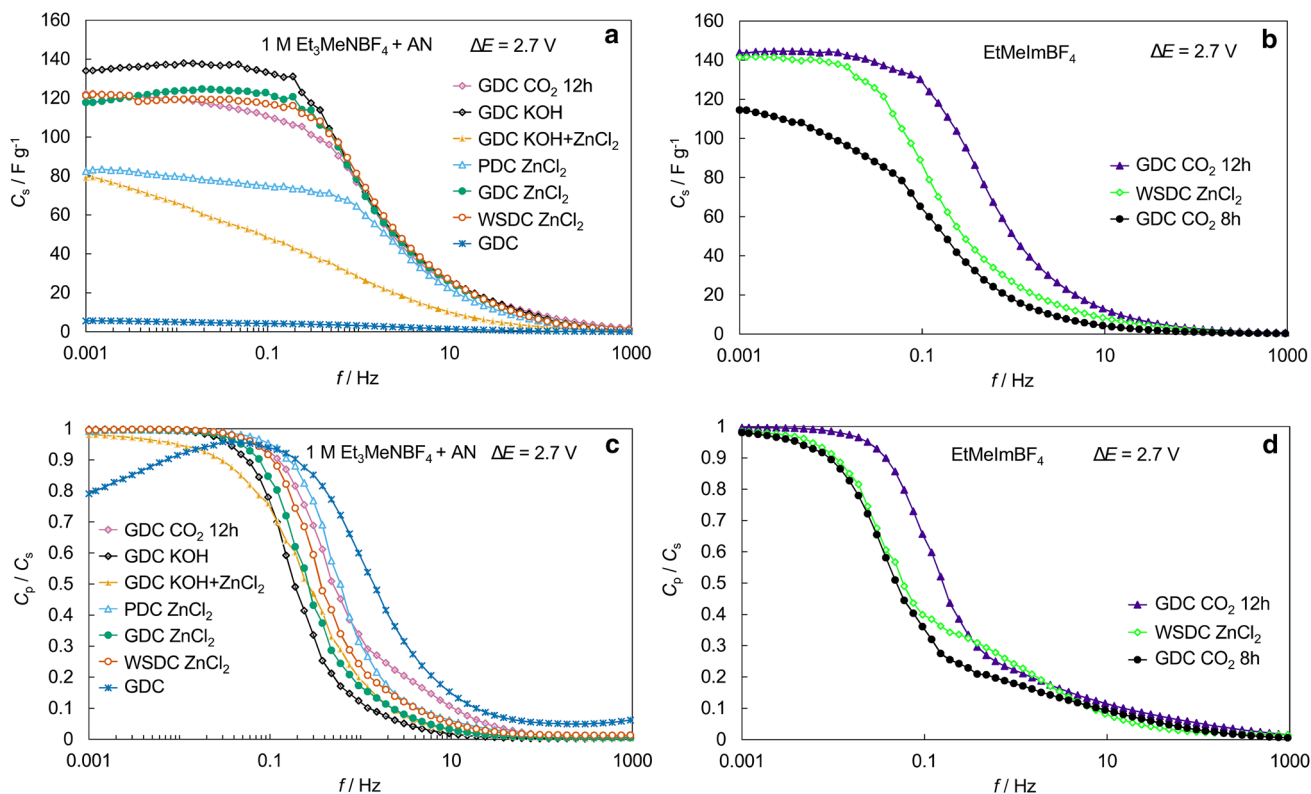 a
1 M Et₃MeNBF₄ + AN ΔE = 2.7 V
GDC CO₂ 12h
GDC KOH
GDC KOH+ZnCl₂
PDC ZnCl₂
GDC ZnCl₂
WSDC ZnCl₂
GDC
Cₛ / F g⁻¹
160
140
120
100
80
60
40
20
0
0.001 0.1 10 1000
f / Hz
b
EtMeImBF₄ ΔE = 2.7 V
GDC CO₂ 12h
WSDC ZnCl₂
GDC CO₂ 8h
Cₛ / F g⁻¹
160
140
120
100
80
60
40
20
0
0.001 0.1 10 1000
f / Hz
c
1 M Et₃MeNBF₄ + AN ΔE = 2.7 V
GDC CO₂ 12h
GDC KOH
GDC KOH+ZnCl₂
PDC ZnCl₂
GDC ZnCl₂
WSDC ZnCl₂
GDC
Cₚ / Cₛ
1
0.9
0.8
0.7
0.6
0.5
0.4
0.3
0.2
0.1
0
0.001 0.1 10 1000
f / Hz
d
EtMeImBF₄ ΔE = 2.7 V
GDC CO₂ 12h
WSDC ZnCl₂
GDC CO₂ 8h
Cₚ / Cₛ
1
0.9
0.8
0.7
0.6
0.5
0.4
0.3
0.2
0.1
0
0.001 0.1 10 1000
f / Hz